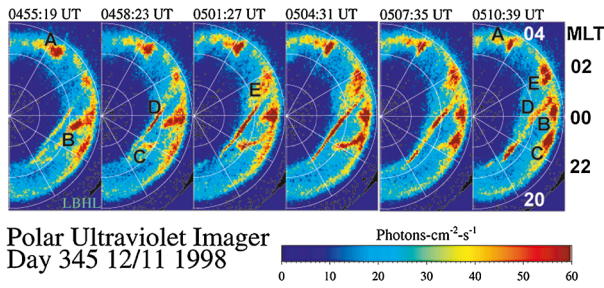 0455:19 UT 0458:23 UT 0501:27 UT 0504:31 UT 0507:35 UT 0510:39 UT
A A 04 MLT
02
E E
D D
B B 00
C C
22
LBHL 20
Polar Ultraviolet Imager
Day 345 12/11 1998
Photons-cm⁻²-s⁻¹
0 10 20 30 40 50 60